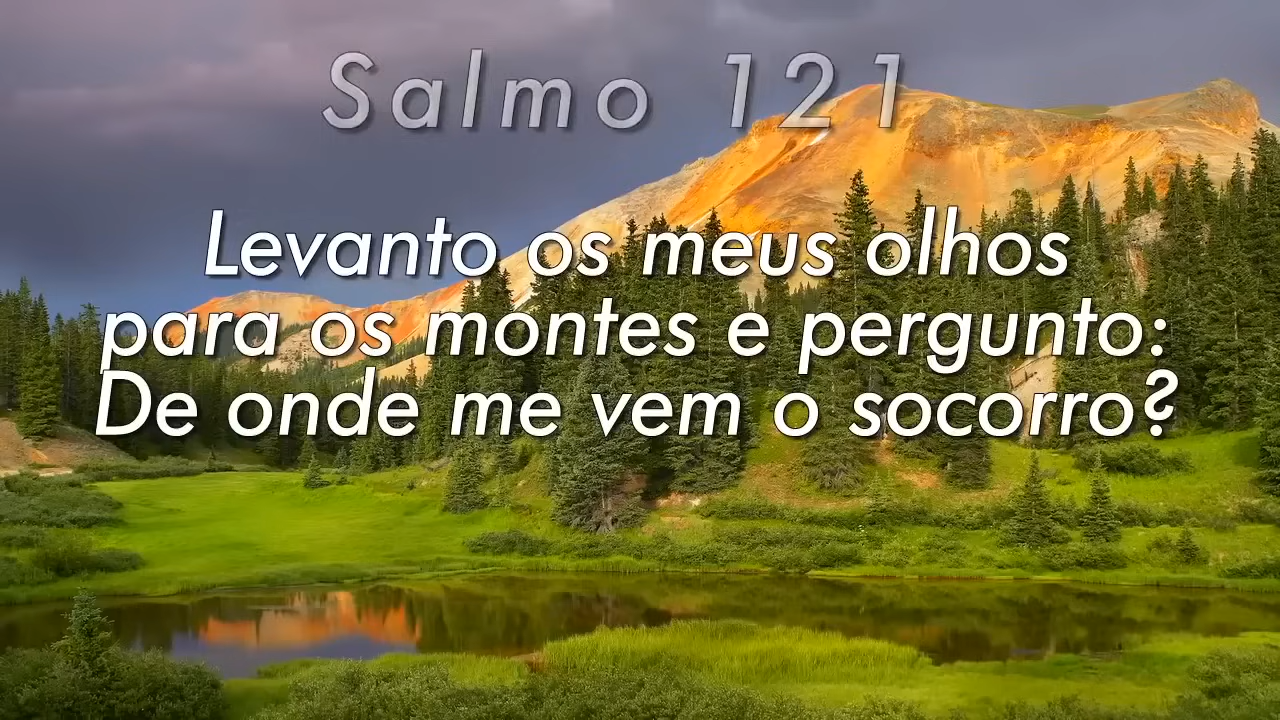 Salmo 121
Levanto os meus olhos
para os montes e pergunto:
De onde me vem o socorro?